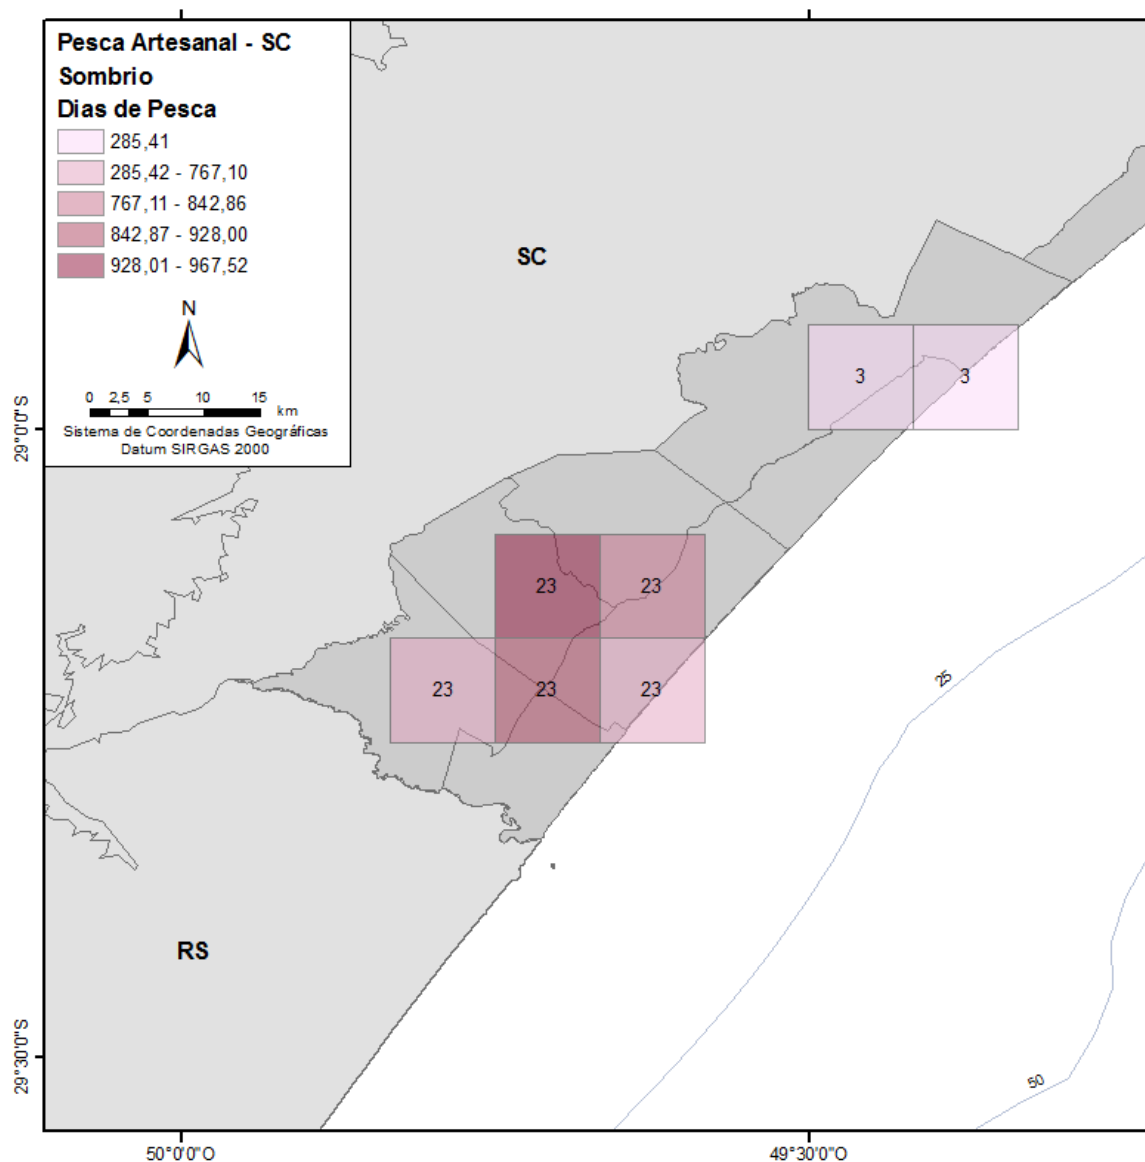 Pesca Artesanal - SC
Sombrio
Dias de Pesca
285,41
285,42 - 767,10
767,11 - 842,86
842,87 - 928,00
928,01 - 967,52
N
0 2,5 5 10 15 km
Sistema de Coordenadas Geográficas
Datum SIRGAS 2000
SC
3 3
29°0'0"S
23 23
23 23 23
25
RS
29°30'0"S
50
50°0'0"O 49°30'0"O